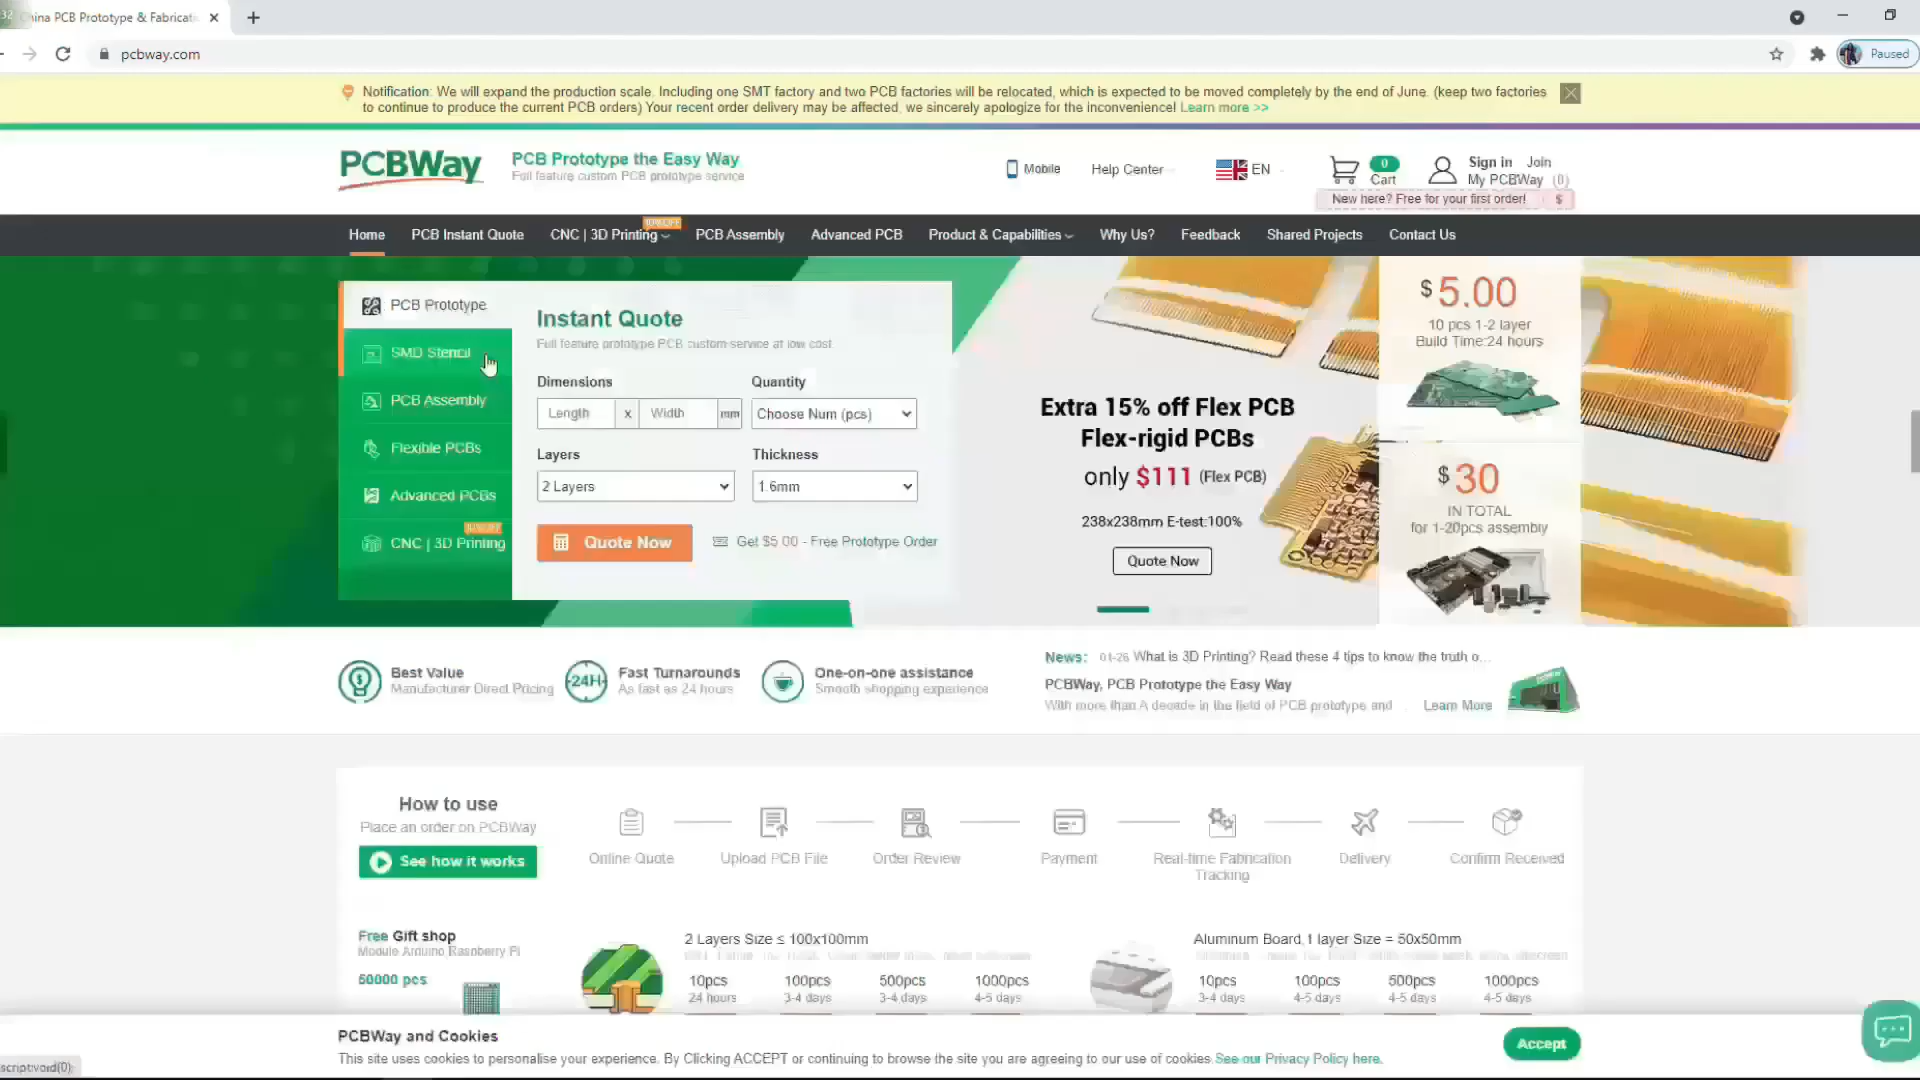 China PCB Prototype & Fabricati
pcbway.com
Paused
Notification: We will expand the production scale. Including one SMT factory and two PCB factories will be relocated, which is expected to be moved completely by the end of June. (keep two factories
to continue to produce the current PCB orders) Your recent order delivery may be affected, we sincerely apologize for the inconvenience! Learn more >>
PCBWay
PCB Prototype the Easy Way
Full feature custom PCB prototype service
Mobile
Help Center
EN
0
Cart
Sign in Join
My PCBWay (0)
New here? Free for your first order! $
Home
PCB Instant Quote
CNC | 3D Printing
PCB Assembly
Advanced PCB
Product & Capabilities
Why Us?
Feedback
Shared Projects
Contact Us
PCB Prototype
SMD Stencil
PCB Assembly
Flexible PCBs
Advanced PCBs
CNC | 3D Printing
Instant Quote
Full feature prototype PCB custom service at low cost.
Dimensions
Quantity
Length x Width mm
Choose Num (pcs)
Layers
Thickness
2 Layers
1.6mm
Quote Now
Get $5.00 - Free Prototype Order
Extra 15% off Flex PCB
Flex-rigid PCBs
only $111 (Flex PCB)
238x238mm E-test:100%
Quote Now
$5.00
10 pcs 1-2 layer
Build Time:24 hours
$30
IN TOTAL
for 1-20pcs assembly
Best Value
Manufacturer Direct Pricing
24H
Fast Turnarounds
As fast as 24 hours
One-on-one assistance
Smooth shopping experience
News: 01-26 What is 3D Printing? Read these 4 tips to know the truth o...
PCBWay, PCB Prototype the Easy Way
With more than A decade in the field of PCB prototype and
Learn More
How to use
Place an order on PCBWay
See how it works
Online Quote
Upload PCB File
Order Review
Payment
Real-time Fabrication
Tracking
Delivery
Confirm Received
Free Gift shop
Module Arduino Raspberry Pi
50000 pcs
2 Layers Size ≤ 100x100mm
10pcs 100pcs 500pcs 1000pcs
24 hours 3-4 days 3-4 days 4-5 days
Aluminum Board,1 layer Size = 50x50mm
10pcs 100pcs 500pcs 1000pcs
3-4 days 4-5 days 4-5 days 4-5 days
PCBWay and Cookies
This site uses cookies to personalise your experience. By Clicking ACCEPT or continuing to browse the site you are agreeing to our use of cookies See our Privacy Policy here.
Accept
script:void(0);